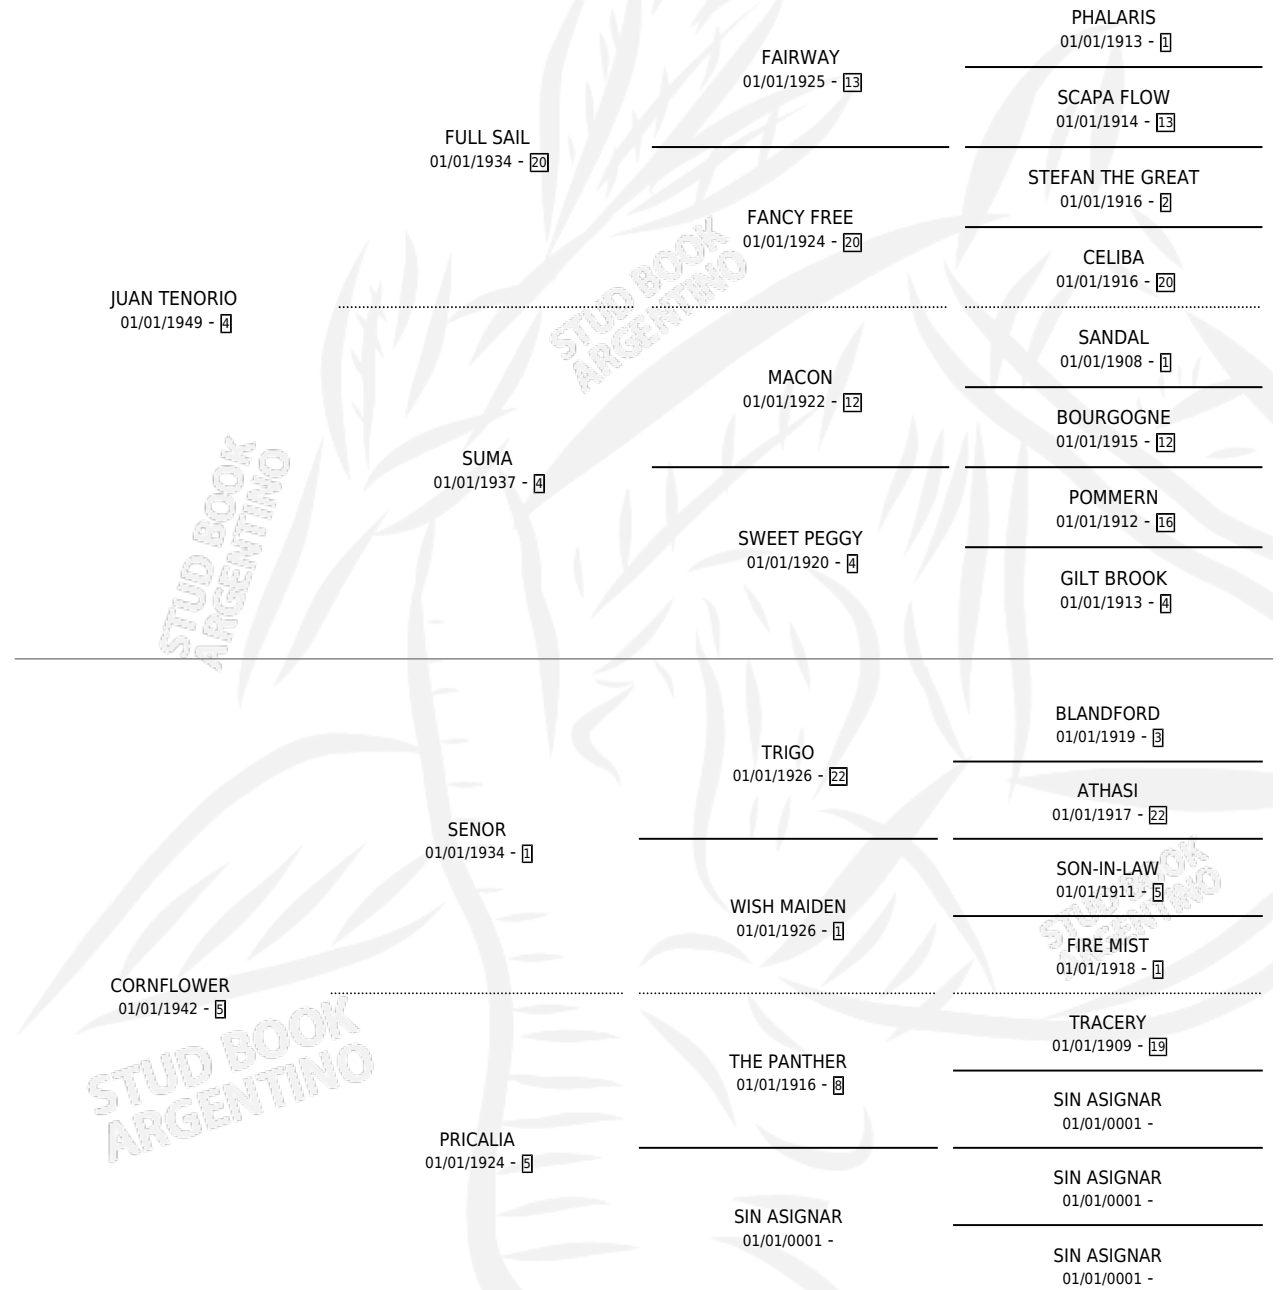 PHALARIS
01/01/1913 - 1
FAIRWAY
01/01/1925 - 13
SCAPA FLOW
01/01/1914 - 13
FULL SAIL
01/01/1934 - 20
STEFAN THE GREAT
01/01/1916 - 2
FANCY FREE
01/01/1924 - 20
CELIBA
01/01/1916 - 20
JUAN TENORIO
01/01/1949 - 4
SANDAL
01/01/1908 - 1
MACON
01/01/1922 - 12
BOURGOGNE
01/01/1915 - 12
SUMA
01/01/1937 - 4
POMMERN
01/01/1912 - 16
SWEET PEGGY
01/01/1920 - 4
GILT BROOK
01/01/1913 - 4
BLANDFORD
01/01/1919 - 3
TRIGO
01/01/1926 - 22
ATHASI
01/01/1917 - 22
SENOR
01/01/1934 - 1
SON-IN-LAW
01/01/1911 - 5
WISH MAIDEN
01/01/1926 - 1
FIRE MIST
01/01/1918 - 1
CORNFLOWER
01/01/1942 - 5
TRACERY
01/01/1909 - 19
THE PANTHER
01/01/1916 - 8
SIN ASIGNAR
01/01/0001 -
PRICALIA
01/01/1924 - 5
SIN ASIGNAR
01/01/0001 -
SIN ASIGNAR
01/01/0001 -
SIN ASIGNAR
01/01/0001 -
STUD BOOK
ARGENTINO
STUD BOOK
ARGENTINO
STUD BOOK
ARGENTINO
STUD BOOK
ARGENTINO